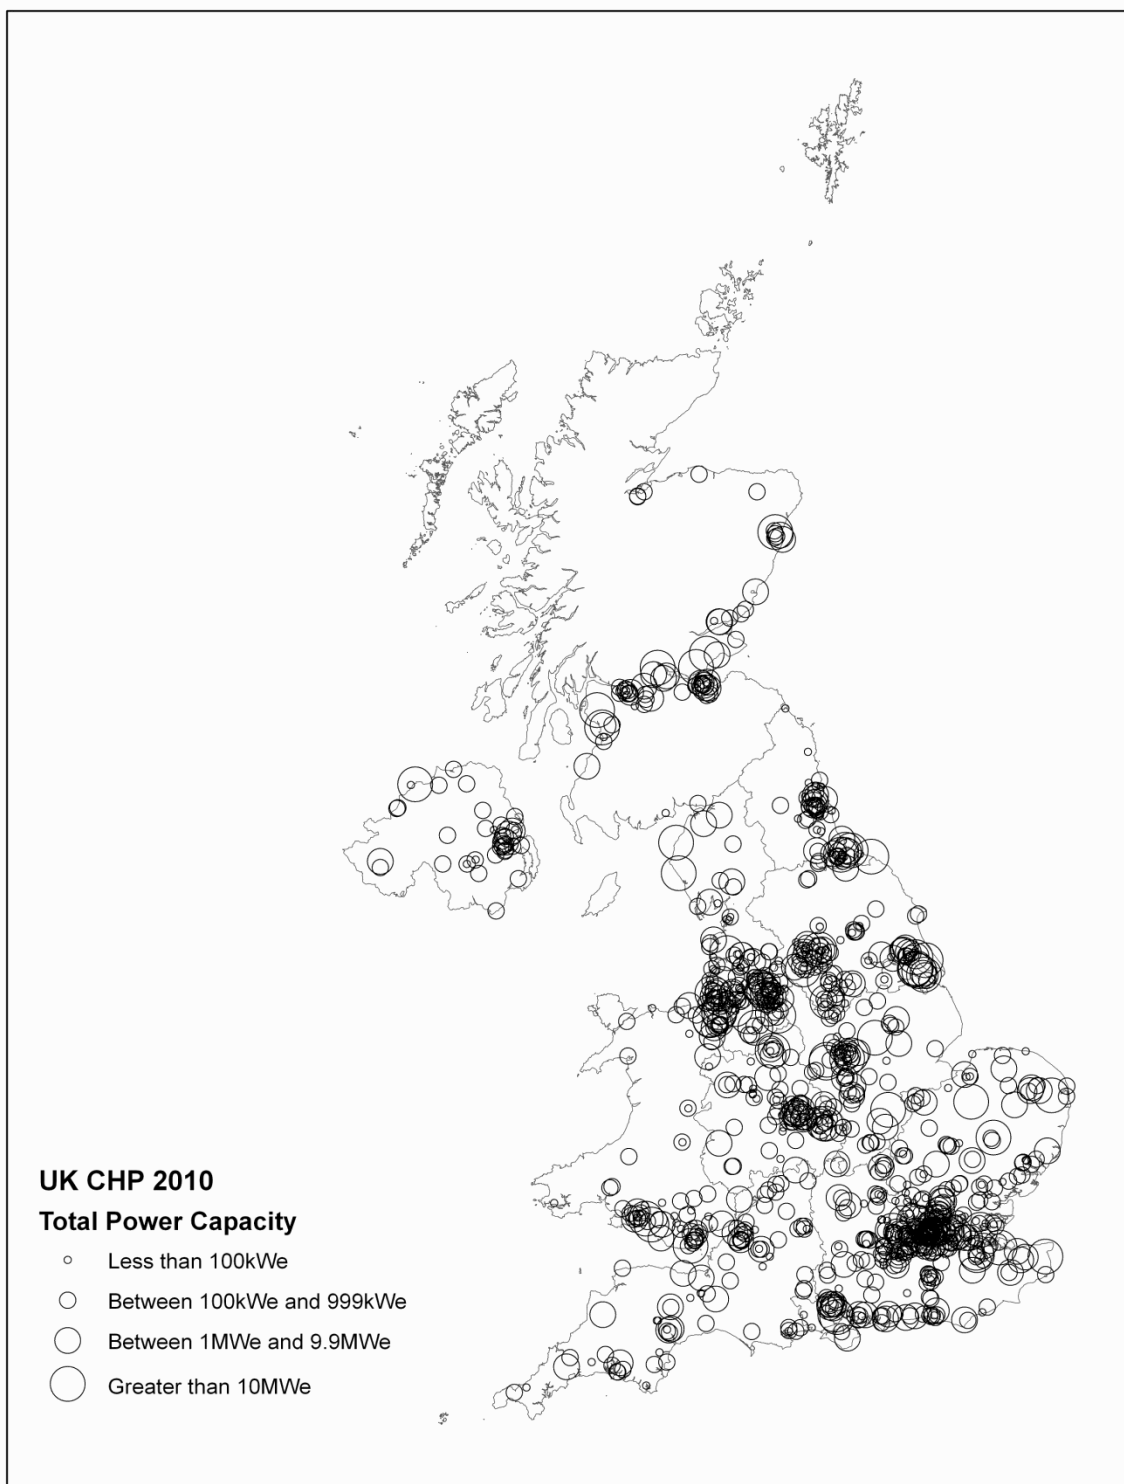 UK CHP 2010
Total Power Capacity
Less than 100kWe
Between 100kWe and 999kWe
Between 1MWe and 9.9MWe
Greater than 10MWe